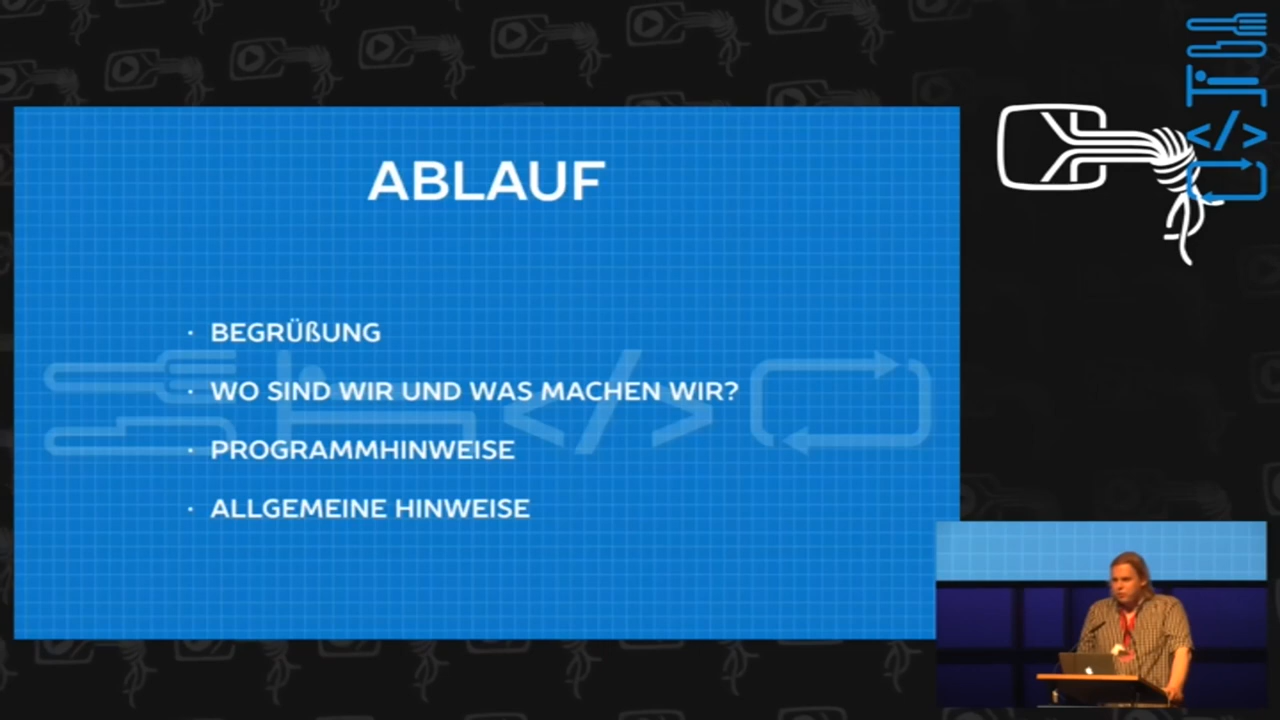 ABLAUF
· BEGRÜßUNG
· WO SIND WIR UND WAS MACHEN WIR?
· PROGRAMMHINWEISE
· ALLGEMEINE HINWEISE